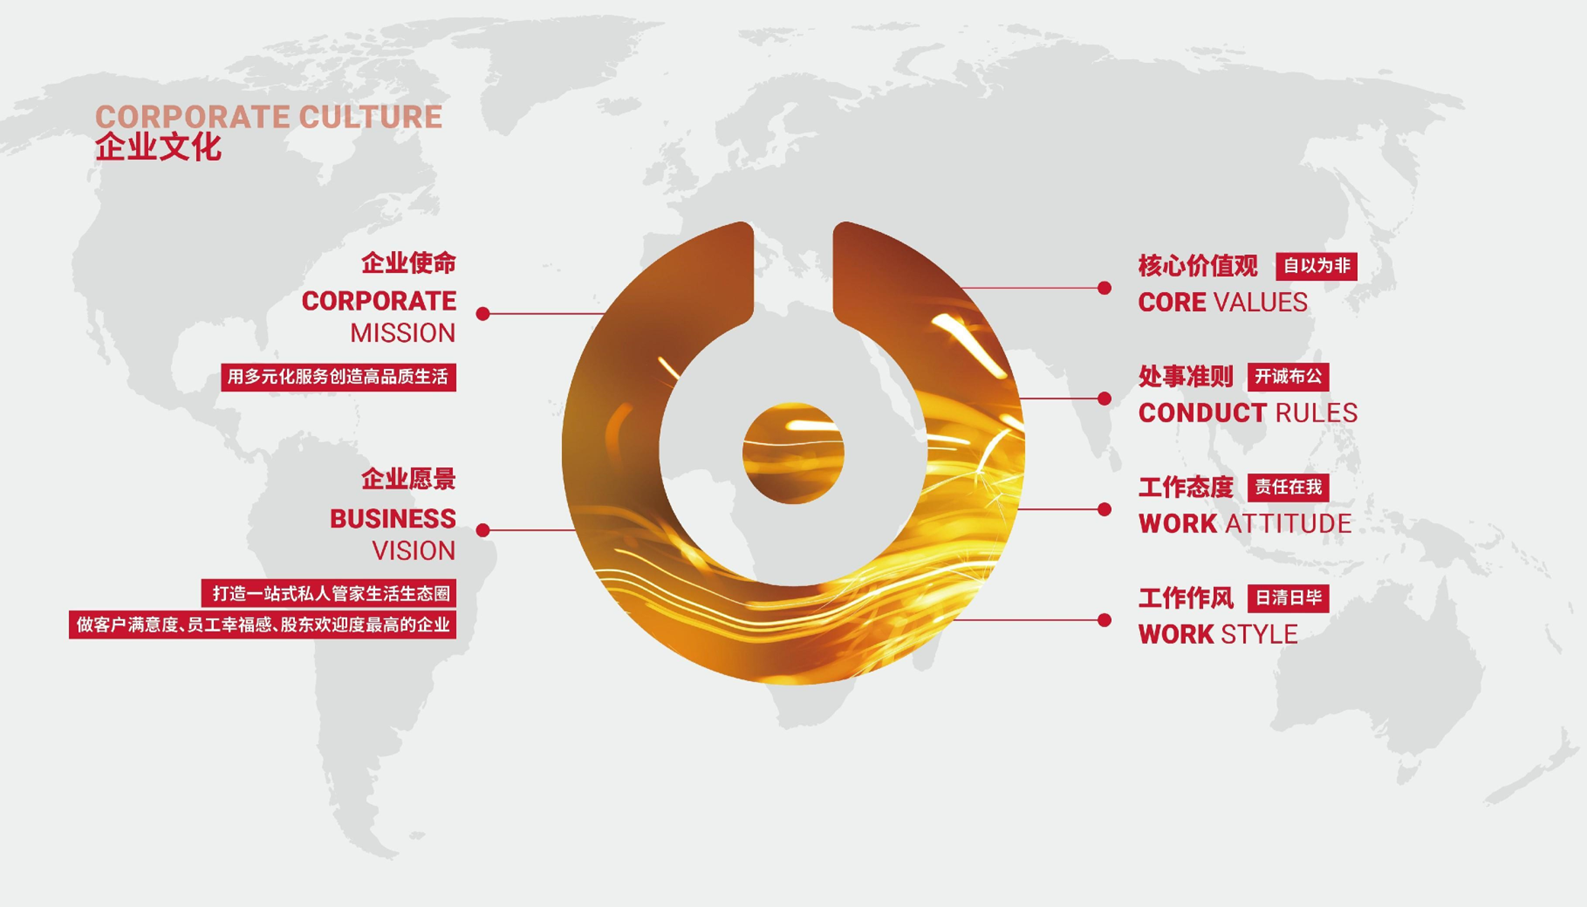 CORPORATE CULTURE
企业文化
企业使命
CORPORATE
MISSION
用多元化服务创造高品质生活
企业愿景
BUSINESS
VISION
打造一站式私人管家生活生态圈
做客户满意度、员工幸福感、股东欢迎度最高的企业
核心价值观 自以为非
CORE VALUES
处事准则 开诚布公
CONDUCT RULES
工作态度 责任在我
WORK ATTITUDE
工作作风 日清日毕
WORK STYLE